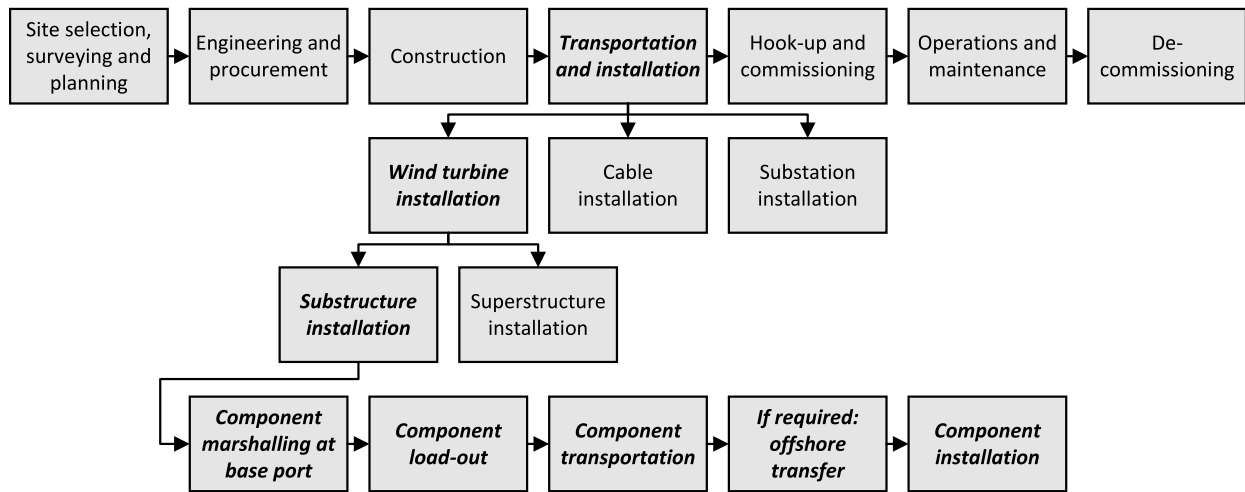 Site selection,
surveying and
planning
Engineering and
procurement
Construction
Transportation
and installation
Hook-up and
commissioning
Operations and
maintenance
De-
commissioning
Wind turbine
installation
Cable
installation
Substation
installation
Substructure
installation
Superstructure
installation
Component
marshalling at
base port
Component
load-out
Component
transportation
If required:
offshore
transfer
Component
installation